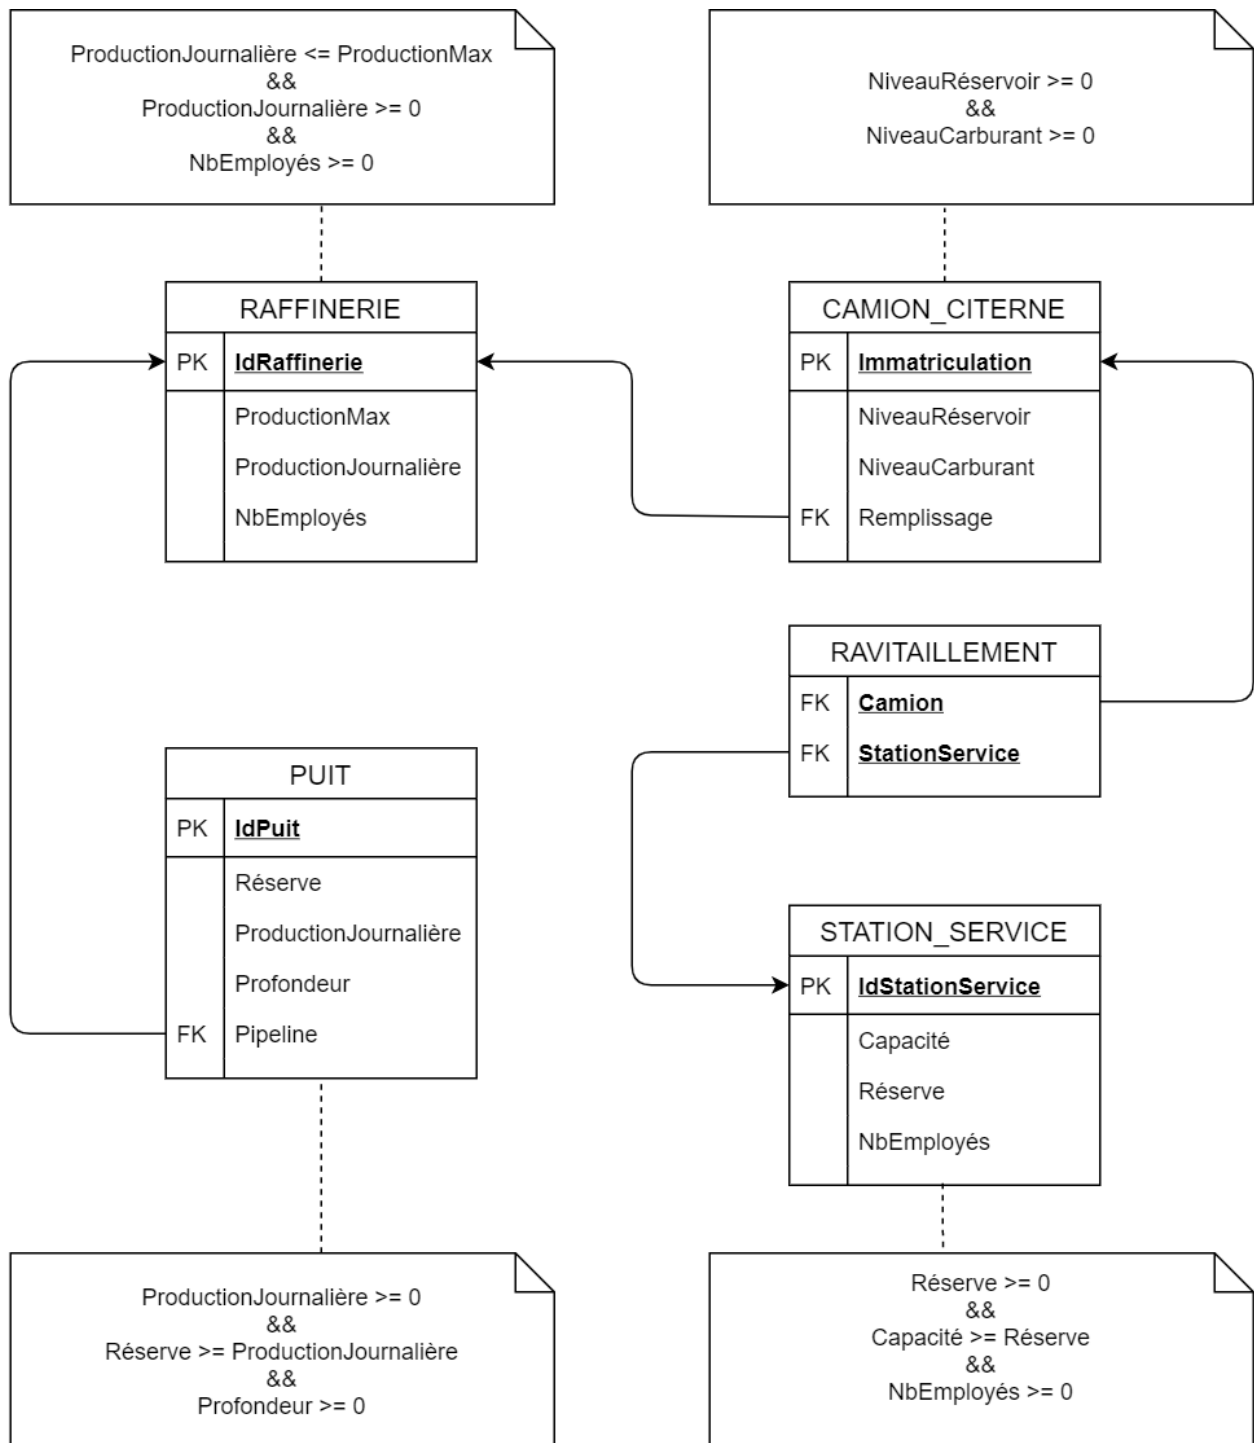 ProductionJournalière <= ProductionMax
&&
ProductionJournalière >= 0
&&
NbEmployés >= 0
NiveauRéservoir >= 0
&&
NiveauCarburant >= 0
RAFFINERIE
PK IdRaffinerie
ProductionMax
ProductionJournalière
NbEmployés
CAMION_CITERNE
PK Immatriculation
NiveauRéservoir
NiveauCarburant
FK Remplissage
RAVITAILLEMENT
FK Camion
FK StationService
PUIT
PK IdPuit
Réserve
ProductionJournalière
Profondeur
FK Pipeline
STATION_SERVICE
PK IdStationService
Capacité
Réserve
NbEmployés
ProductionJournalière >= 0
&&
Réserve >= ProductionJournalière
&&
Profondeur >= 0
Réserve >= 0
&&
Capacité >= Réserve
&&
NbEmployés >= 0